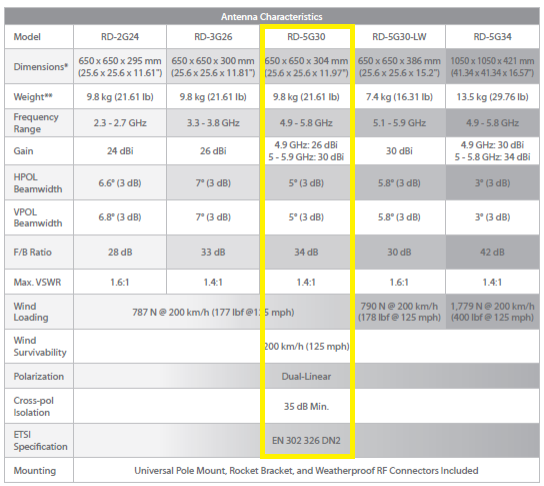 Antenna Characteristics
Model RD-2G24 RD-3G26 RD-5G30 RD-5G30-LW RD-5G34
Dimensions* 650 x 650 x 295 mm 650 x 650 x 300 mm 650 x 650 x 304 mm 650 x 650 x 386 mm 1050 x 1050 x 421 mm
(25.6 x 25.6 x 11.61") (25.6 x 25.6 x 11.81") (25.6 x 25.6 x 11.97") (25.6 x 25.6 x 15.2") (41.34 x 41.34 x 16.57")
Weight** 9.8 kg (21.61 lb) 9.8 kg (21.61 lb) 9.8 kg (21.61 lb) 7.4 kg (16.31 lb) 13.5 kg (29.76 lb)
Frequency
Range 2.3 - 2.7 GHz 3.3 - 3.8 GHz 4.9 - 5.8 GHz 5.1 - 5.9 GHz 4.9 - 5.8 GHz
Gain 24 dBi 26 dBi 4.9 GHz: 26 dBi 30 dBi 4.9 GHz: 30 dBi
5 - 5.9 GHz: 30 dBi 5 - 5.8 GHz: 34 dBi
HPOL
Beamwidth 6.6° (3 dB) 7° (3 dB) 5° (3 dB) 5.8° (3 dB) 3° (3 dB)
VPOL
Beamwidth 6.8° (3 dB) 7° (3 dB) 5° (3 dB) 5.8° (3 dB) 3° (3 dB)
F/B Ratio 28 dB 33 dB 34 dB 30 dB 42 dB
Max. VSWR 1.6:1 1.4:1 1.4:1 1.6:1 1.4:1
Wind
Loading 787 N @ 200 km/h (177 lbf @ 125 mph) 790 N @ 200 km/h 1,779 N @ 200 km/h
(178 lbf @ 125 mph) (400 lbf @ 125 mph)
Wind
Survivability 200 km/h (125 mph)
Polarization Dual-Linear
Cross-pol
Isolation 35 dB Min.
ETSI
Specification EN 302 326 DN2
Mounting Universal Pole Mount, Rocket Bracket, and Weatherproof RF Connectors Included